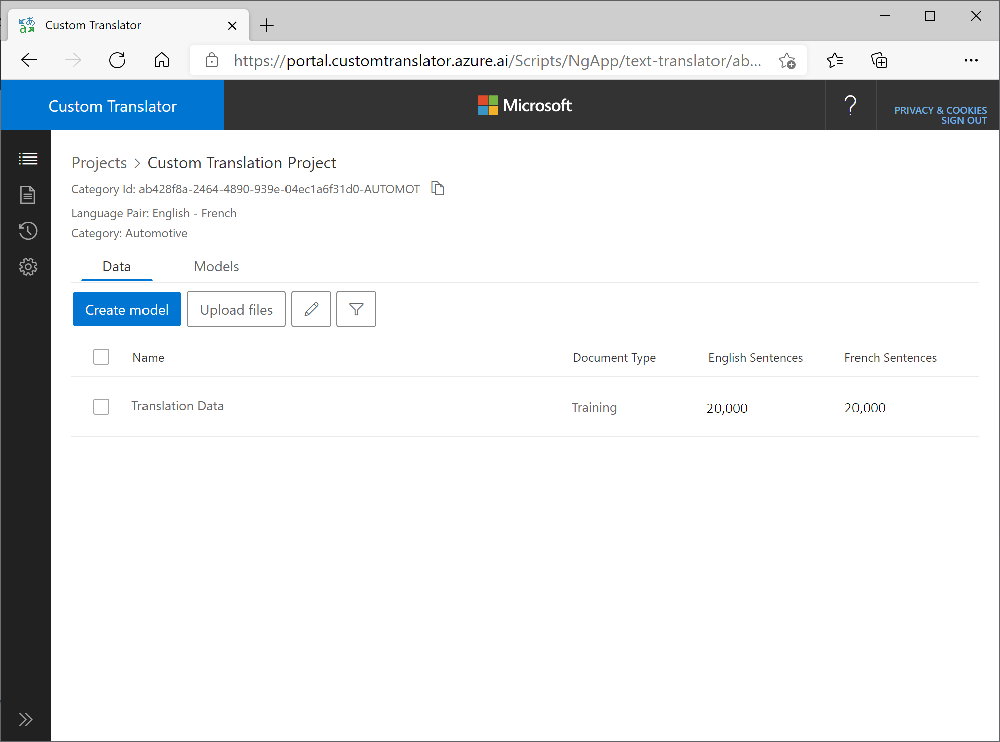 Custom Translator
https://portal.customtranslator.azure.ai/Scripts/NgApp/text-translator/ab...
Custom Translator
Microsoft
?
PRIVACY & COOKIES
SIGN OUT
Projects > Custom Translation Project
Category Id: ab428f8a-2464-4890-939e-04ec1a6f31d0-AUTOMOT
Language Pair: English - French
Category: Automotive
Data Models
Create model Upload files
Name Document Type English Sentences French Sentences
Translation Data Training 20,000 20,000